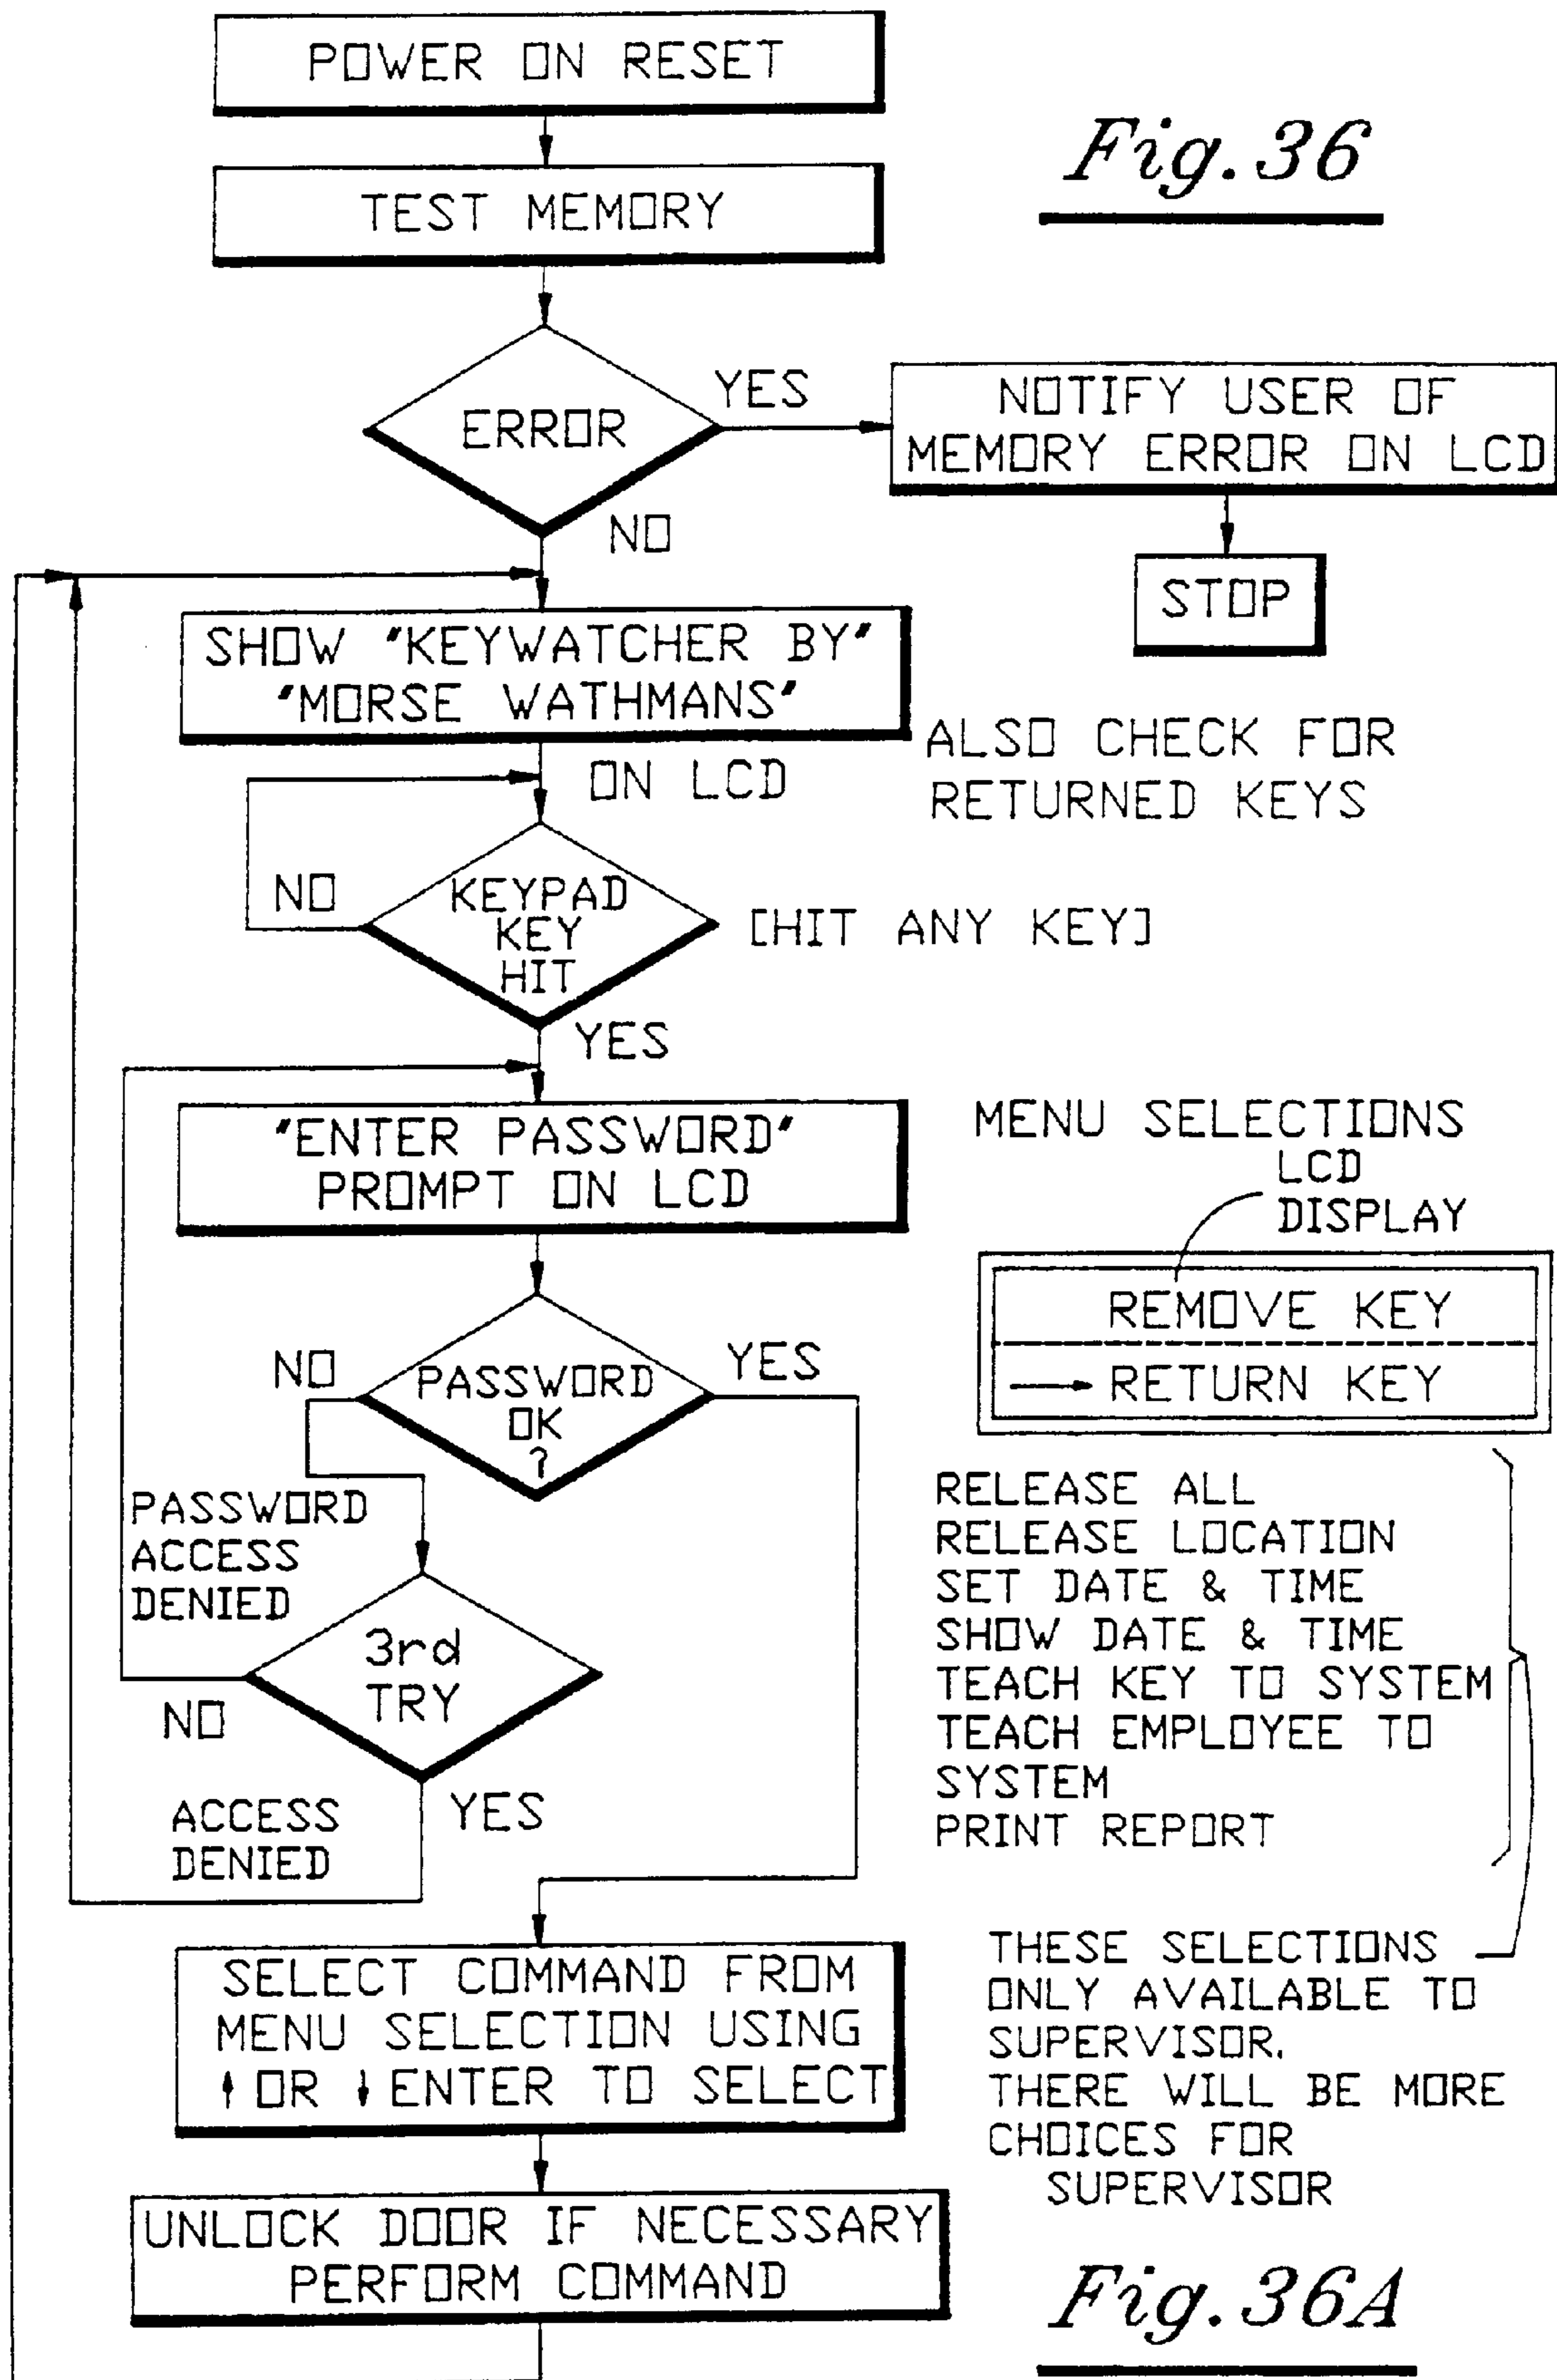 POWER ON RESET
Fig. 36
TEST MEMORY
ERROR
YES
NOTIFY USER OF
MEMORY ERROR ON LCD
NO
STOP
SHOW "KEYWATCHER BY"
"MORSE WATHMANS"
ON LCD
ALSO CHECK FOR
RETURNED KEYS
NO
KEYPAD
KEY
HIT
[HIT ANY KEY]
YES
"ENTER PASSWORD"
PROMPT ON LCD
NO
PASSWORD
OK
?
YES
PASSWORD
ACCESS
DENIED
3rd
TRY
NO
YES
ACCESS
DENIED
SELECT COMMAND FROM
MENU SELECTION USING
↑ OR ↓ ENTER TO SELECT
UNLOCK DOOR IF NECESSARY
PERFORM COMMAND
MENU SELECTIONS
LCD
DISPLAY
REMOVE KEY
→ RETURN KEY
RELEASE ALL
RELEASE LOCATION
SET DATE & TIME
SHOW DATE & TIME
TEACH KEY TO SYSTEM
TEACH EMPLOYEE TO
SYSTEM
PRINT REPORT
THESE SELECTIONS
ONLY AVAILABLE TO
SUPERVISOR.
THERE WILL BE MORE
CHOICES FOR
SUPERVISOR
Fig. 36A